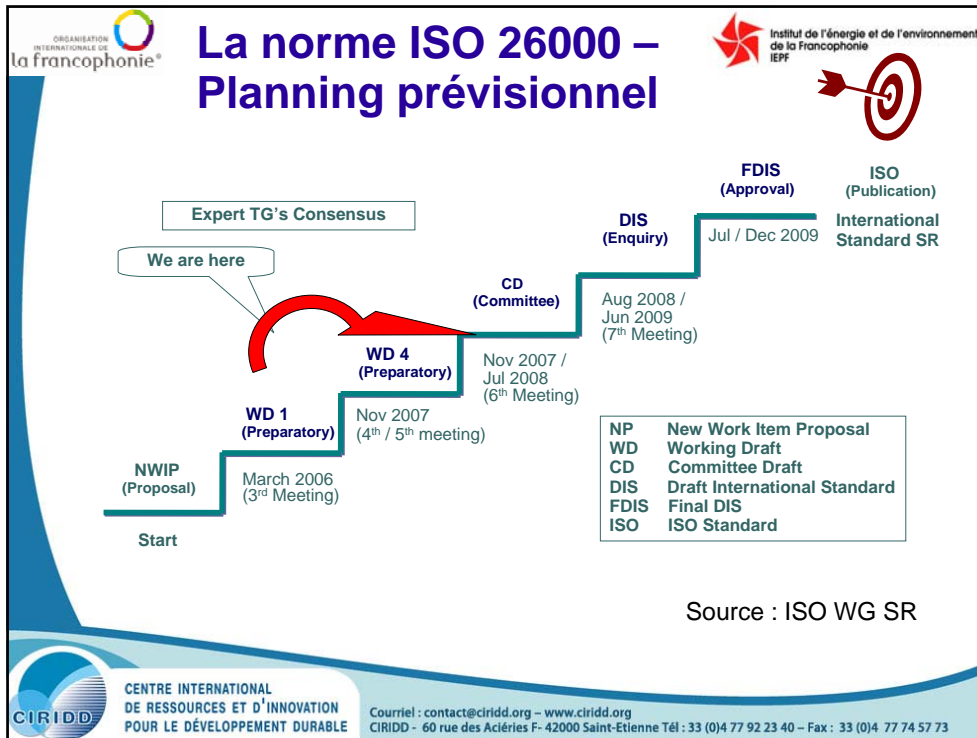 ORGANISATION
INTERNATIONALE DE
la francophonie®
La norme ISO 26000 –
Planning prévisionnel
Institut de l'énergie et de l'environnement
de la Francophonie
IEPF
Expert TG's Consensus
We are here
NWIP
(Proposal)
Start
WD 1
(Preparatory)
March 2006
(3rd Meeting)
WD 4
(Preparatory)
Nov 2007
(4th / 5th meeting)
CD
(Committee)
Nov 2007 /
Jul 2008
(6th Meeting)
DIS
(Enquiry)
Aug 2008 /
Jun 2009
(7th Meeting)
FDIS
(Approval)
Jul / Dec 2009
ISO
(Publication)
International
Standard SR
NP New Work Item Proposal
WD Working Draft
CD Committee Draft
DIS Draft International Standard
FDIS Final DIS
ISO ISO Standard
Source : ISO WG SR
CIRIDD
CENTRE INTERNATIONAL
DE RESSOURCES ET D'INNOVATION
POUR LE DÉVELOPPEMENT DURABLE
Courriel : contact@ciridd.org – www.ciridd.org
CIRIDD - 60 rue des Aciéries F- 42000 Saint-Etienne Tél : 33 (0)4 77 92 23 40 – Fax : 33 (0)4 77 74 57 73